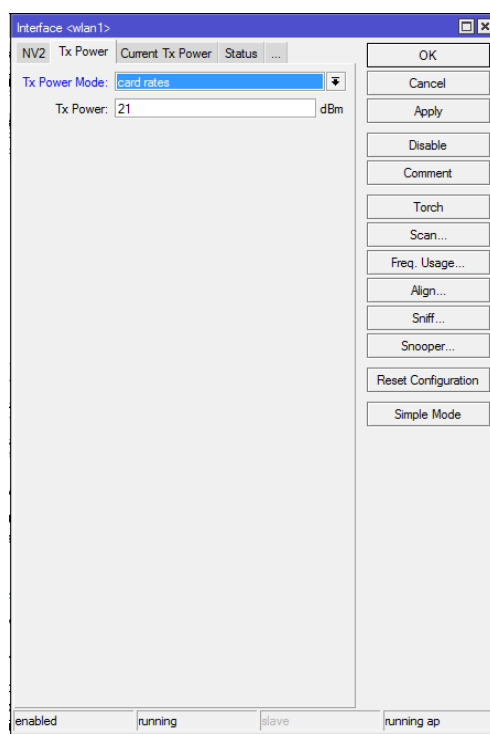 Interface <wlan1>
NV2 Tx Power Current Tx Power Status ...
Tx Power Mode: card rates
Tx Power: 21 dBm
OK
Cancel
Apply
Disable
Comment
Torch
Scan...
Freq. Usage...
Align...
Sniff...
Snooper...
Reset Configuration
Simple Mode
enabled running slave running ap